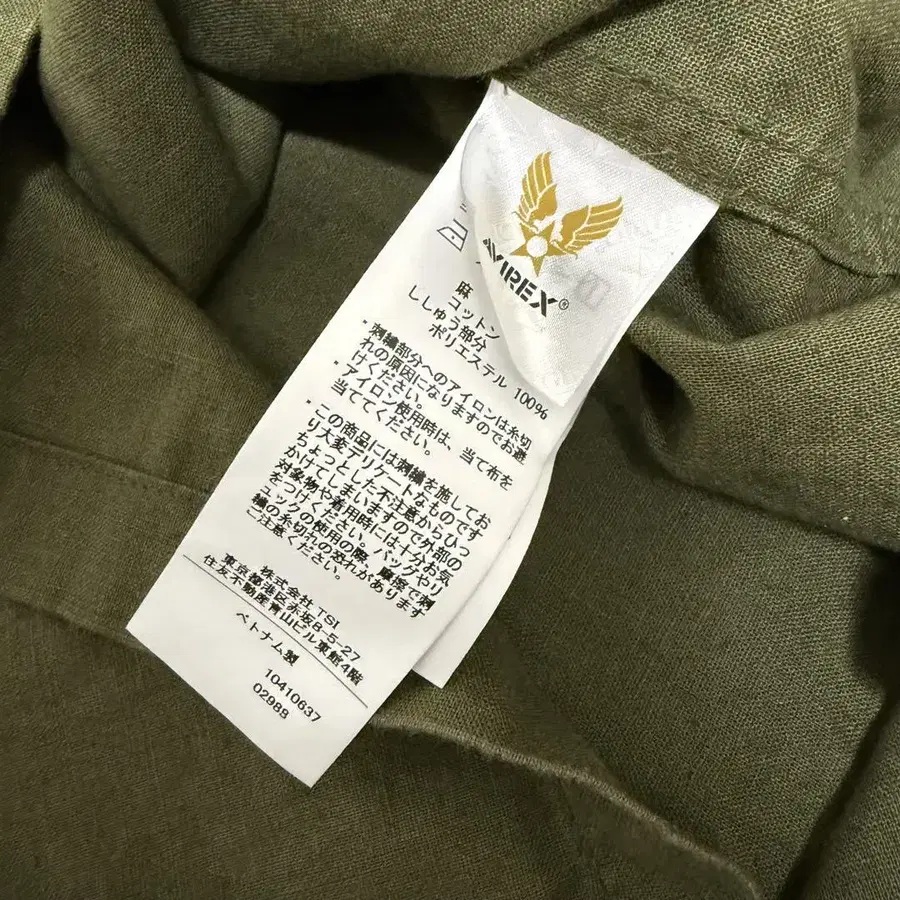 AVIREX®
麻
コットン
ししゅう部分
ポリエステル 100%
・刺繍部分へのアイロンは糸切
れの原因になりますのでお避
けください。
・アイロン使用時は、当て布を
当ててください。
・この商品には刺繍を施してお
り大変デリケートなものです
ちょっとした不注意からひっ
かけてしまいますので外部の
対象物や着用時には十分お気
をつけください。バッグやリ
ュックの使用の際、摩擦で刺
繍の糸切れの恐れがあります
ご注意ください。
株式会社 TSI
東京都港区赤坂8-5-27
住友不動産青山ビル東館4階
ベトナム製
10410637
02988